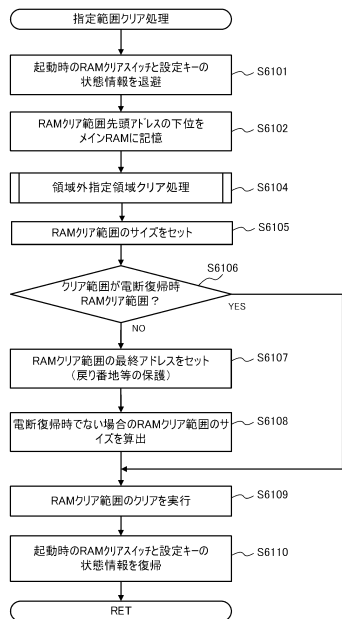 指定範囲クリア処理
起動時のRAMクリアスイッチと設定キーの
状態情報を退避
S6101
RAMクリア範囲先頭アドレスの下位を
メインRAMに記憶
S6102
領域外指定領域クリア処理
S6104
RAMクリア範囲のサイズをセット
S6105
S6106
クリア範囲が電断復帰時
RAMクリア範囲？
YES
NO
RAMクリア範囲の最終アドレスをセット
（戻り番地等の保護）
S6107
電断復帰時でない場合のRAMクリア範囲のサ
イズを算出
S6108
RAMクリア範囲のクリアを実行
S6109
起動時のRAMクリアスイッチと設定キーの
状態情報を復帰
S6110
RET